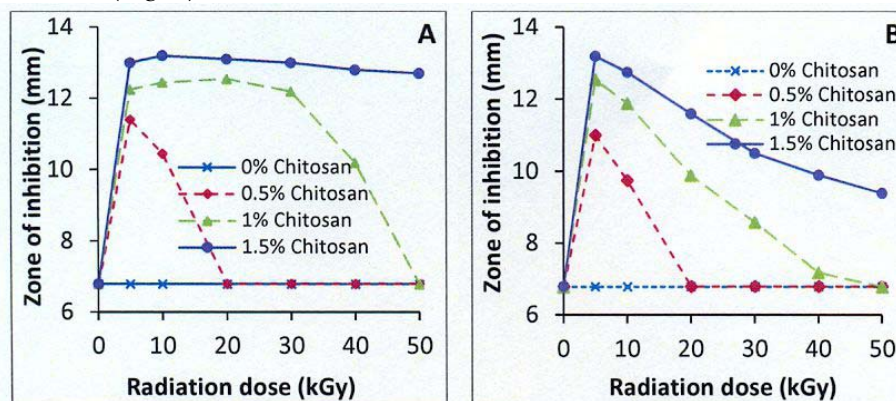 A
Zone of inhibition (mm)
14
12
10
8
6
0% Chitosan
0.5% Chitosan
1% Chitosan
1.5% Chitosan
0 10 20 30 40 50
Radiation dose (kGy)
B
Zone of inhibition (mm)
14
12
10
8
6
0% Chitosan
0.5% Chitosan
1% Chitosan
1.5% Chitosan
0 10 20 30 40 50
Radiation dose (kGy)